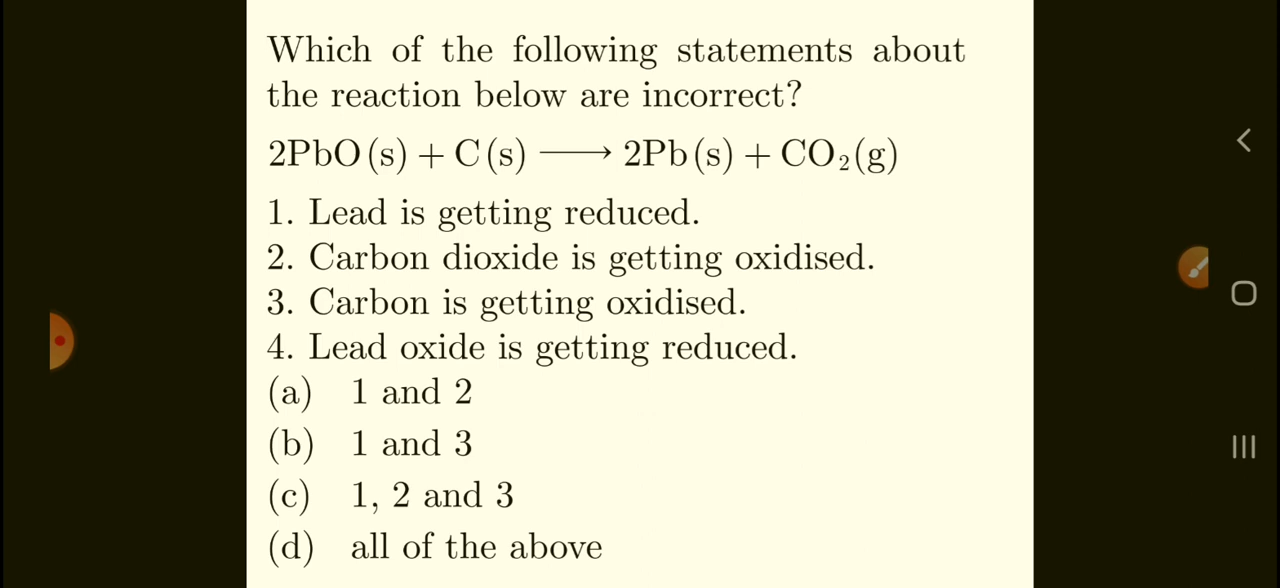 Which of the following statements about
the reaction below are incorrect?
2PbO (s) + C (s) ⟶ 2Pb (s) + CO₂(g)
1. Lead is getting reduced.
2. Carbon dioxide is getting oxidised.
3. Carbon is getting oxidised.
4. Lead oxide is getting reduced.
(a) 1 and 2
(b) 1 and 3
(c) 1, 2 and 3
(d) all of the above